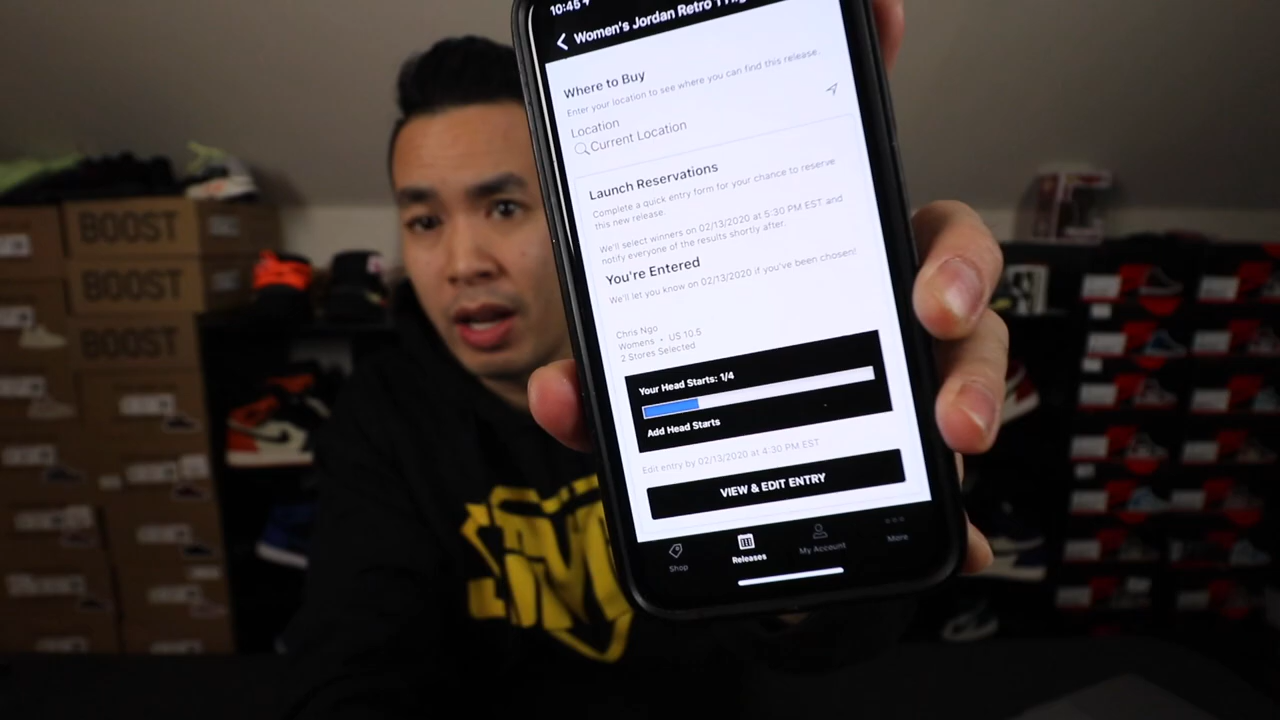 10:45
Women's Jordan Retro 1 Hig
Where to Buy
Enter your location to see where you can find this release.
Location
Current Location
Launch Reservations
Complete a quick entry form for your chance to reserve
this new release.
We'll select winners on 02/13/2020 at 5:30 PM EST and
notify everyone of the results shortly after.
You're Entered
We'll let you know on 02/13/2020 if you've been chosen!
Chris Ngo
Womens • US 10.5
2 Stores Selected
Your Head Starts: 1/4
Add Head Starts
Edit entry by 02/13/2020 at 4:30 PM EST
VIEW & EDIT ENTRY
Shop
Releases
My Account
More
BOOST
BOOST
BOOST